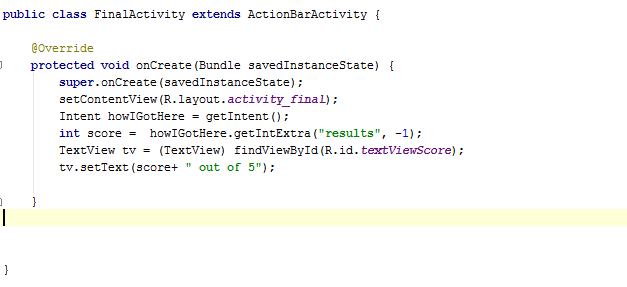 public class FinalActivity extends ActionBarActivity {
@Override
protected void onCreate(Bundle savedInstanceState) {
super.onCreate(savedInstanceState);
setContentView(R.layout.activity_final);
Intent howIGotHere = getIntent();
int score =  howIGotHere.getIntExtra("results", -1);
TextView tv = (TextView) findViewById(R.id.textViewScore);
tv.setText(score+ " out of 5");
}
}